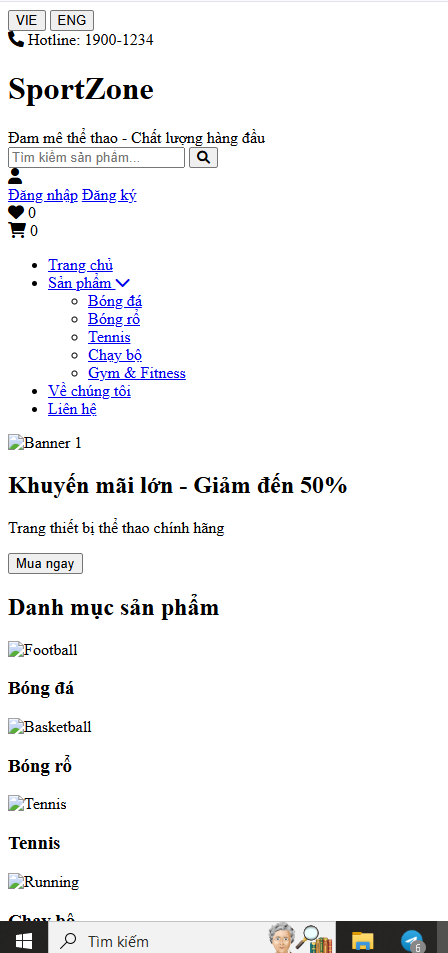 VIE ENG
Hotline: 1900-1234
SportZone
Đam mê thể thao - Chất lượng hàng đầu
Tìm kiếm sản phẩm...
Đăng nhập Đăng ký
0
0
Trang chủ
Sản phẩm
Bóng đá
Bóng rổ
Tennis
Chạy bộ
Gym & Fitness
Về chúng tôi
Liên hệ
Banner 1
Khuyến mãi lớn - Giảm đến 50%
Trang thiết bị thể thao chính hãng
Mua ngay
Danh mục sản phẩm
Football
Bóng đá
Basketball
Bóng rổ
Tennis
Tennis
Running
Chạy bộ
Tìm kiếm
6